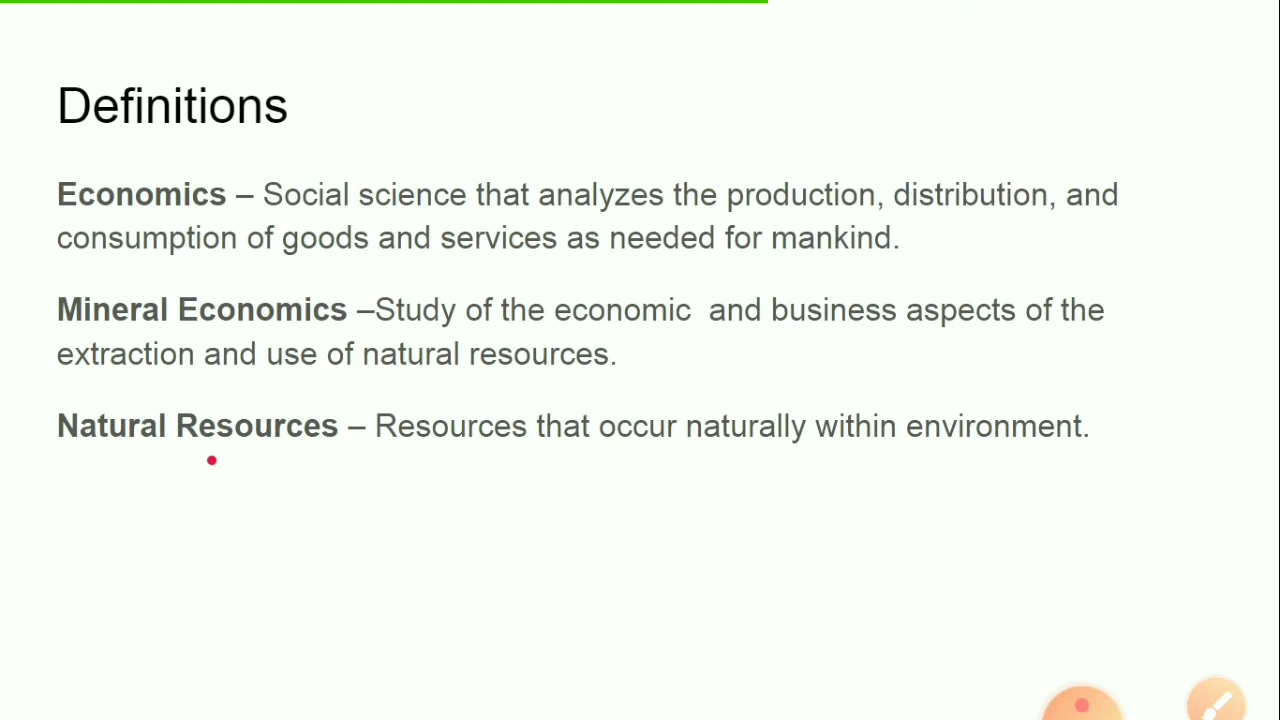 Definitions
Economics – Social science that analyzes the production, distribution, and
consumption of goods and services as needed for mankind.
Mineral Economics –Study of the economic  and business aspects of the
extraction and use of natural resources.
Natural Resources – Resources that occur naturally within environment.